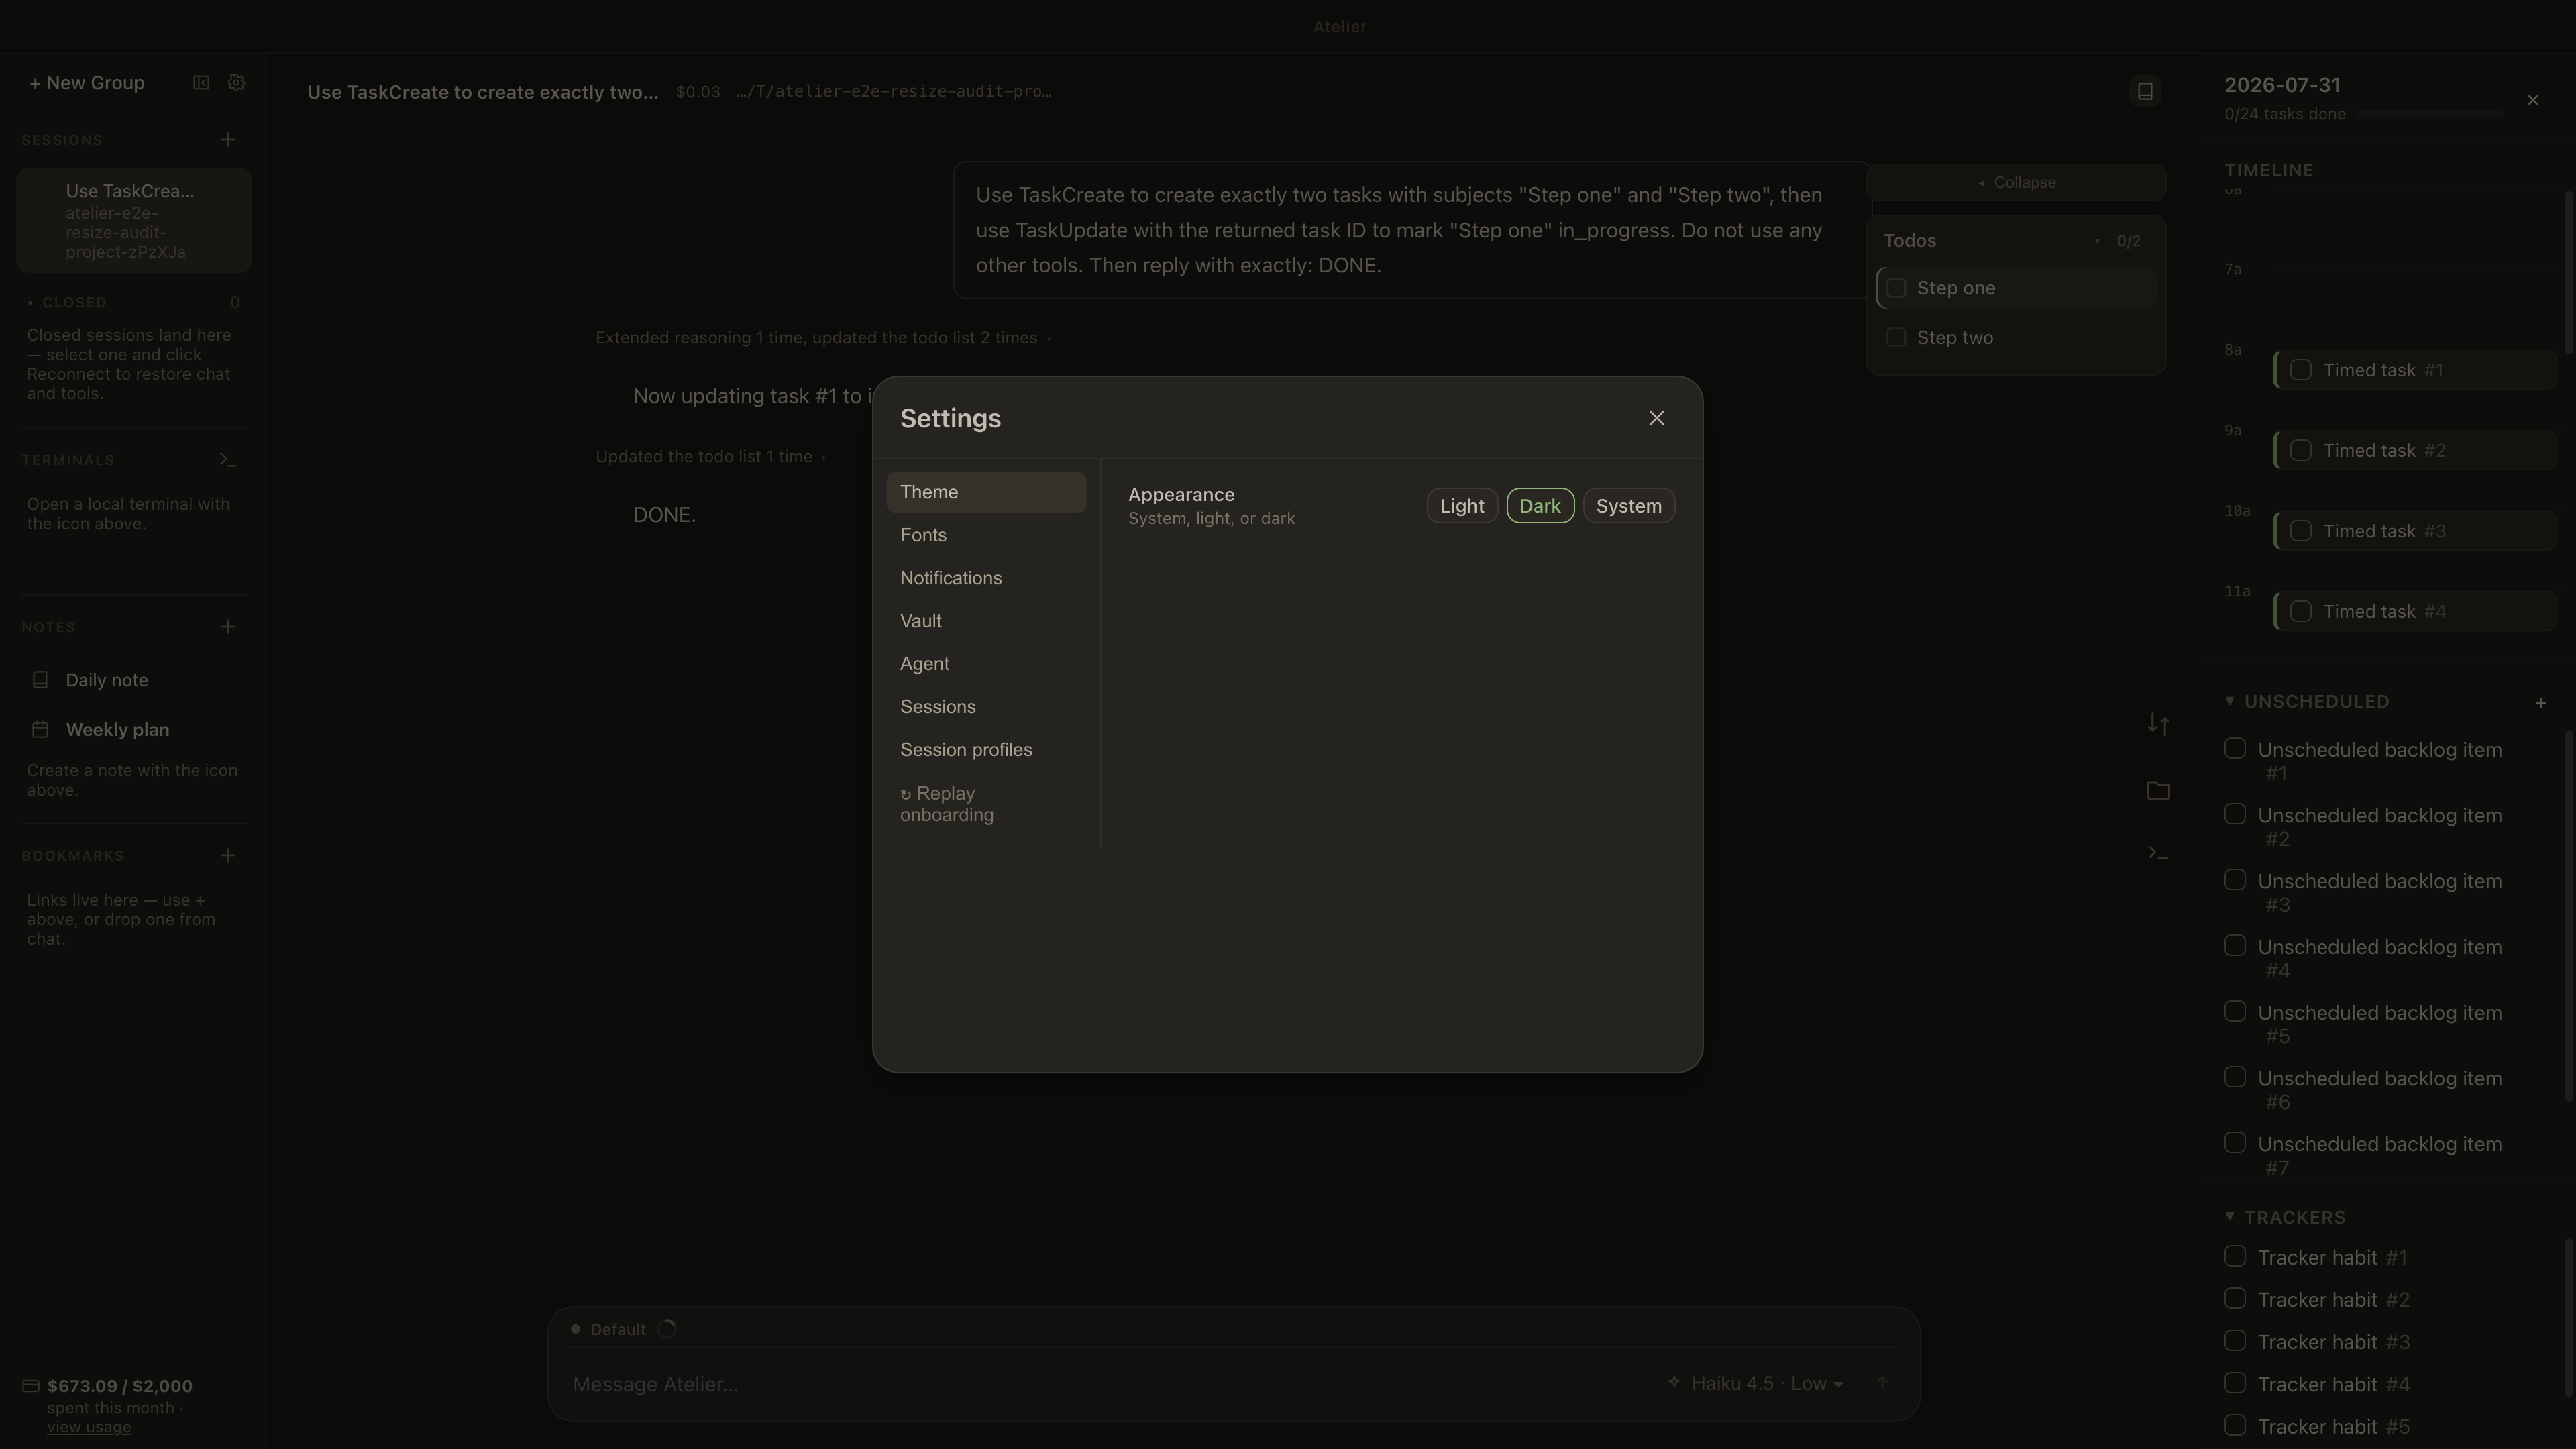 Atelier
+ New Group
SESSIONS
Use TaskCrea...
atelier-e2e-
resize-audit-
project-zPzXJa
CLOSED 0
Closed sessions land here
— select one and click
Reconnect to restore chat
and tools.
TERMINALS
Open a local terminal with
the icon above.
NOTES
Daily note
Weekly plan
Create a note with the icon
above.
BOOKMARKS
Links live here — use +
above, or drop one from
chat.
$673.09 / $2,000
spent this month ·
view usage
Use TaskCreate to create exactly two... $0.03 …/T/atelier-e2e-resize-audit-pro…
Use TaskCreate to create exactly two tasks with subjects "Step one" and "Step two", then
use TaskUpdate with the returned task ID to mark "Step one" in_progress. Do not use any
other tools. Then reply with exactly: DONE.
Extended reasoning 1 time, updated the todo list 2 times
Now updating task #1 to i
Updated the todo list 1 time
DONE.
Collapse
Todos 0/2
Step one
Step two
Settings
Theme
Fonts
Notifications
Vault
Agent
Sessions
Session profiles
↻ Replay
onboarding
Appearance
System, light, or dark
Light Dark System
Default
Message Atelier...
Haiku 4.5 · Low
2026-07-31
0/24 tasks done
TIMELINE
6a
7a
8a
Timed task #1
9a
Timed task #2
10a
Timed task #3
11a
Timed task #4
UNSCHEDULED +
Unscheduled backlog item
#1
Unscheduled backlog item
#2
Unscheduled backlog item
#3
Unscheduled backlog item
#4
Unscheduled backlog item
#5
Unscheduled backlog item
#6
Unscheduled backlog item
#7
TRACKERS
Tracker habit #1
Tracker habit #2
Tracker habit #3
Tracker habit #4
Tracker habit #5